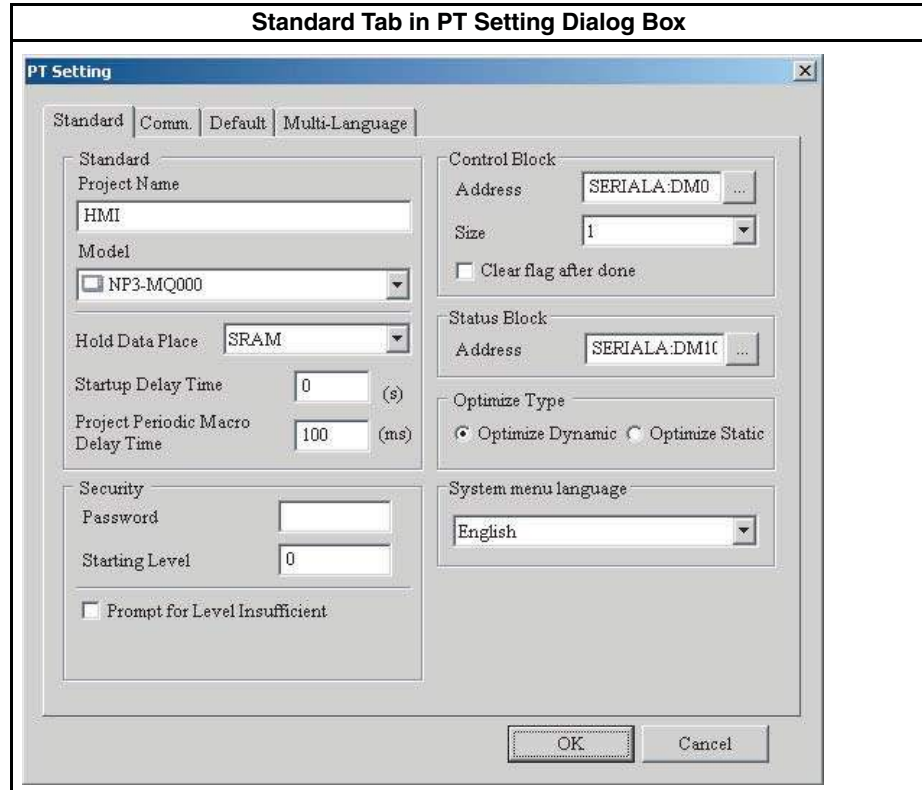 Standard Tab in PT Setting Dialog Box
PT Setting
Standard
Comm.
Default
Multi-Language
Standard
Project Name
HMI
Model
NP3-MQ000
Hold Data Place
SRAM
Startup Delay Time
0
(s)
Project Periodic Macro
Delay Time
100
(ms)
Security
Password
Starting Level
0
Prompt for Level Insufficient
Control Block
Address
SERIALA:DM0
...
Size
1
Clear flag after done
Status Block
Address
SERIALA:DM1(
...
Optimize Type
Optimize Dynamic
Optimize Static
System menu language
English
OK
Cancel